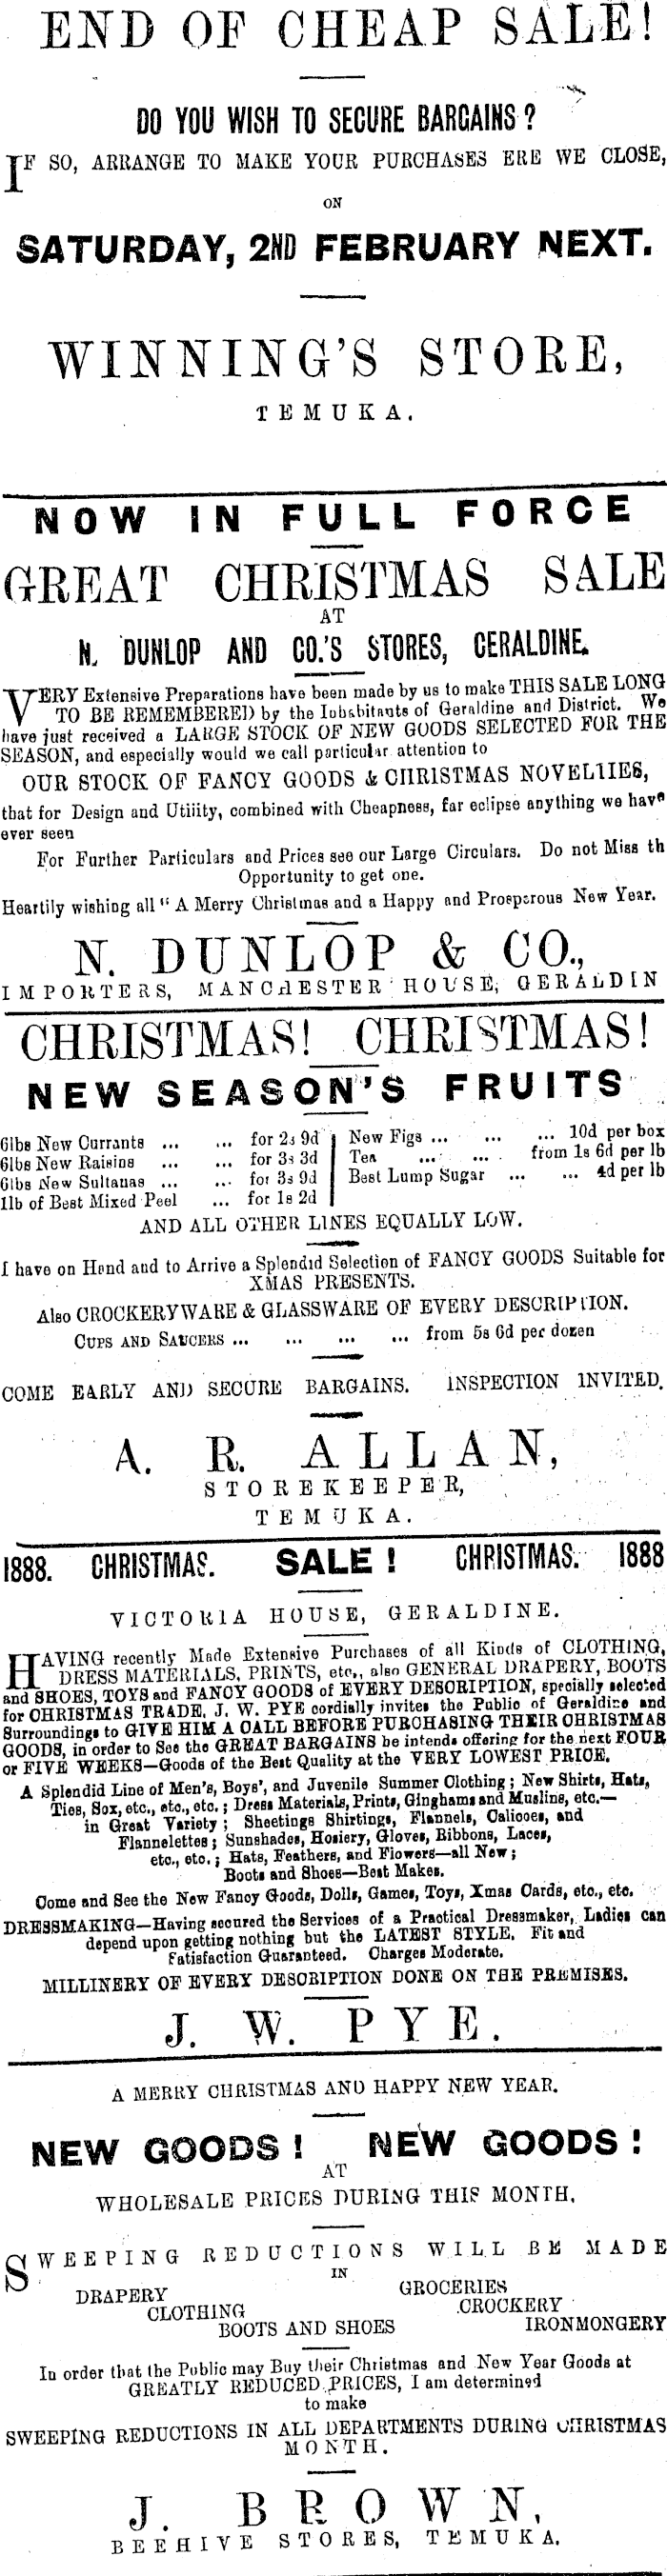 END OF CHEAP SALE!
DO YOU WISH TO SECURE BARGAINS?
IF SO, ARRANGE TO MAKE YOUR PURCHASES ERE WE CLOSE,
ON
SATURDAY, 2ND FEBRUARY NEXT.
WINNING'S STORE,
TEMUKA.
NOW IN FULL FORCE
GREAT CHRISTMAS SALE
AT
N. DUNLOP AND CO.'S STORES, GERALDINE.
VERY Extensive Preparations have been made by us to make THIS SALE LONG
TO BE REMEMBERED by the Inhabitants of Geraldine and District. We
have just received a LARGE STOCK OF NEW GOODS SELECTED FOR THE
SEASON, and especially would we call particular attention to
OUR STOCK OF FANCY GOODS & CHRISTMAS NOVELTIES,
that for Design and Utility, combined with Cheapness, far eclipse anything we have
ever seen
For Further Particulars and Prices see our Large Circulars. Do not Miss th
Opportunity to get one.
Heartily wishing all "A Merry Christmas and a Happy and Prosperous New Year.
N. DUNLOP & CO.,
IMPORTERS, MANCHESTER HOUSE, GERALDIN
CHRISTMAS! CHRISTMAS!
NEW SEASON'S FRUITS
6lbs New Currants ... ... for 2s 9d
6lbs New Raisins ... ... for 3s 3d
6lbs New Sultanas ... ... for 3s 9d
1lb of Best Mixed Peel ... for 1s 2d
New Figs ... ... ... 10d per box
Tea ... ... from 1s 6d per lb
Best Lump Sugar ... ... 4d per lb
AND ALL OTHER LINES EQUALLY LOW.
I have on Hand and to Arrive a Splendid Selection of FANCY GOODS Suitable for
XMAS PRESENTS.
Also CROCKERYWARE & GLASSWARE OF EVERY DESCRIPTION.
CUPS AND SAUCERS ... ... ... ... from 5s 6d per dozen
COME EARLY AND SECURE BARGAINS. INSPECTION INVITED.
A. R. ALLAN,
STOREKEEPER,
TEMUKA.
1888. CHRISTMAS. SALE! CHRISTMAS. 1888
VICTORIA HOUSE, GERALDINE.
HAVING recently Made Extensive Purchases of all Kinds of CLOTHING,
DRESS MATERIALS, PRINTS, etc., also GENERAL DRAPERY, BOOTS
and SHOES, TOYS and FANCY GOODS of EVERY DESCRIPTION, specially selected
for CHRISTMAS TRADE, J. W. PYE cordially invites the Public of Geraldine and
Surroundings to GIVE HIM A CALL BEFORE PURCHASING THEIR CHRISTMAS
GOODS, in order to See the GREAT BARGAINS he intends offering for the next FOUR
or FIVE WEEKS—Goods of the Best Quality at the VERY LOWEST PRICE.
A Splendid Line of Men's, Boys', and Juvenile Summer Clothing; New Shirts, Hats,
Ties, Sox, etc., etc., etc.; Dress Materials, Prints, Ginghams and Muslins, etc.—
in Great Variety; Sheetings Shirtings, Flannels, Calicoes, and
Flannelettes; Sunshades, Hosiery, Gloves, Ribbons, Laces,
etc., etc.; Hats, Feathers, and Flowers—all New;
Boots and Shoes—Best Makes.
Come and See the New Fancy Goods, Dolls, Games, Toys, Xmas Cards, etc., etc.
DRESSMAKING—Having secured the Services of a Practical Dressmaker, Ladies can
depend upon getting nothing but the LATEST STYLE. Fit and
Satisfaction Guaranteed. Charges Moderate.
MILLINERY OF EVERY DESCRIPTION DONE ON THE PREMISES.
J. W. PYE.
A MERRY CHRISTMAS AND HAPPY NEW YEAR.
NEW GOODS! NEW GOODS!
AT
WHOLESALE PRICES DURING THIS MONTH.
SWEEPING REDUCTIONS WILL BE MADE
IN
DRAPERY GROCERIES
CLOTHING CROCKERY
BOOTS AND SHOES IRONMONGERY
In order that the Public may Buy their Christmas and New Year Goods at
GREATLY REDUCED PRICES, I am determined
to make
SWEEPING REDUCTIONS IN ALL DEPARTMENTS DURING CHRISTMAS
MONTH.
J. BROWN,
BEEHIVE STORES, TEMUKA.